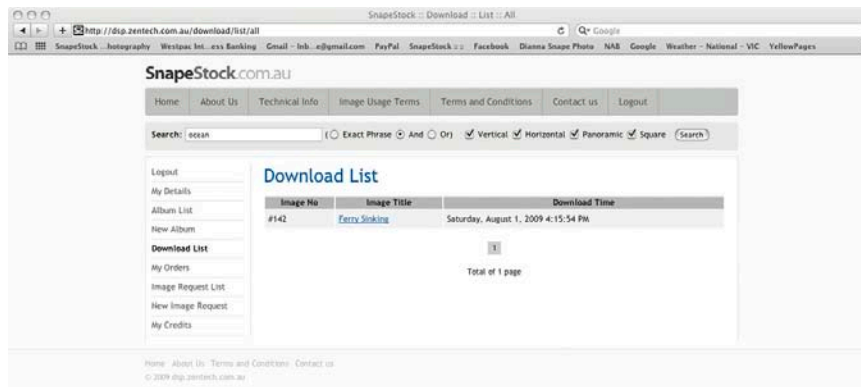 SnapeStock :: Download :: List :: All
http://dsp.zentech.com.au/download/list/all
Google
SnapeStock ...hotography Westpac Int...ess Banking Gmail - Inb...e@gmail.com PayPal SnapeStock ::: Facebook Dianna Snape Photo NAB Google Weather - National - VIC YellowPages
SnapeStock.com.au
Home About Us Technical Info Image Usage Terms Terms and Conditions Contact us Logout
Search: ocean ( Exact Phrase And Or) Vertical Horizontal Panoramic Square Search
Logout
My Details
Album List
New Album
Download List
My Orders
Image Request List
New Image Request
My Credits
Download List
Image No Image Title Download Time
#142 Ferry Sinking Saturday, August 1, 2009 4:15:54 PM
1
Total of 1 page
Home About Us Terms and Conditions Contact us
© 2009 dsp.zentech.com.au